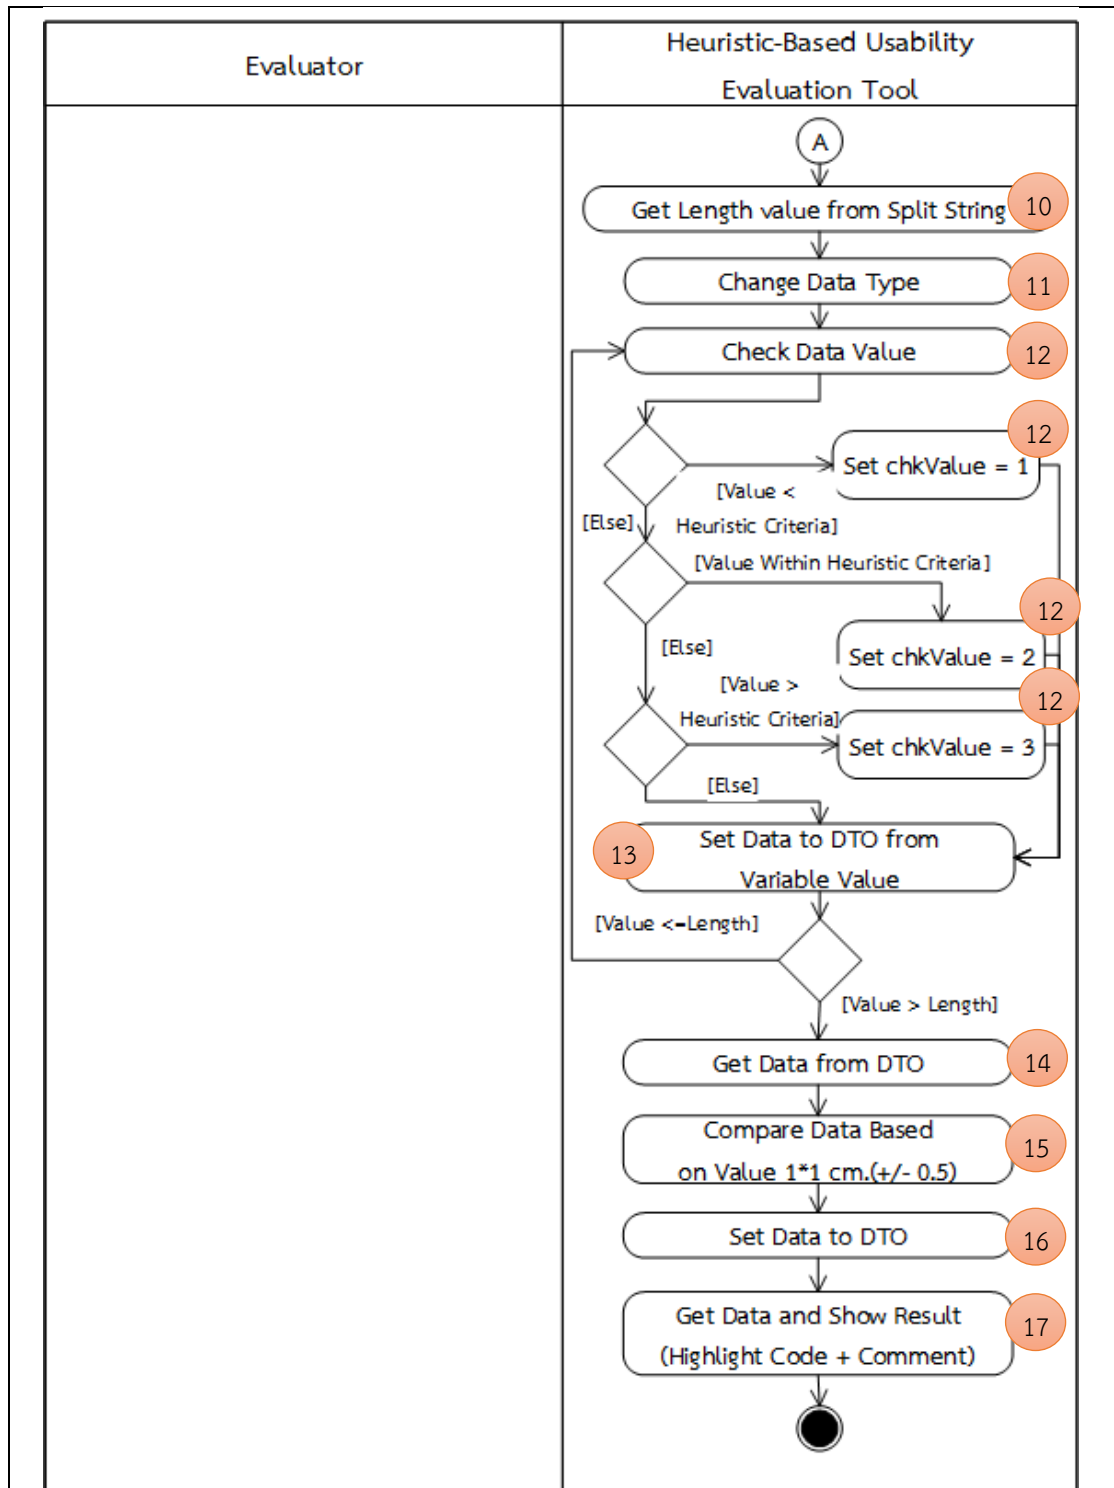 Evaluator
Heuristic-Based Usability
Evaluation Tool
A
Get Length value from Split String
10
Change Data Type
11
Check Data Value
12
12
Set chkValue = 1
[Value <
[Else]
Heuristic Criteria]
[Value Within Heuristic Criteria]
12
[Else]
Set chkValue = 2
[Value >
12
Heuristic Criteria]
Set chkValue = 3
[Else]
Set Data to DTO from
13
Variable Value
[Value <=Length]
[Value > Length]
Get Data from DTO
14
Compare Data Based
15
on Value 1*1 cm.(+/- 0.5)
Set Data to DTO
16
Get Data and Show Result
17
(Highlight Code + Comment)